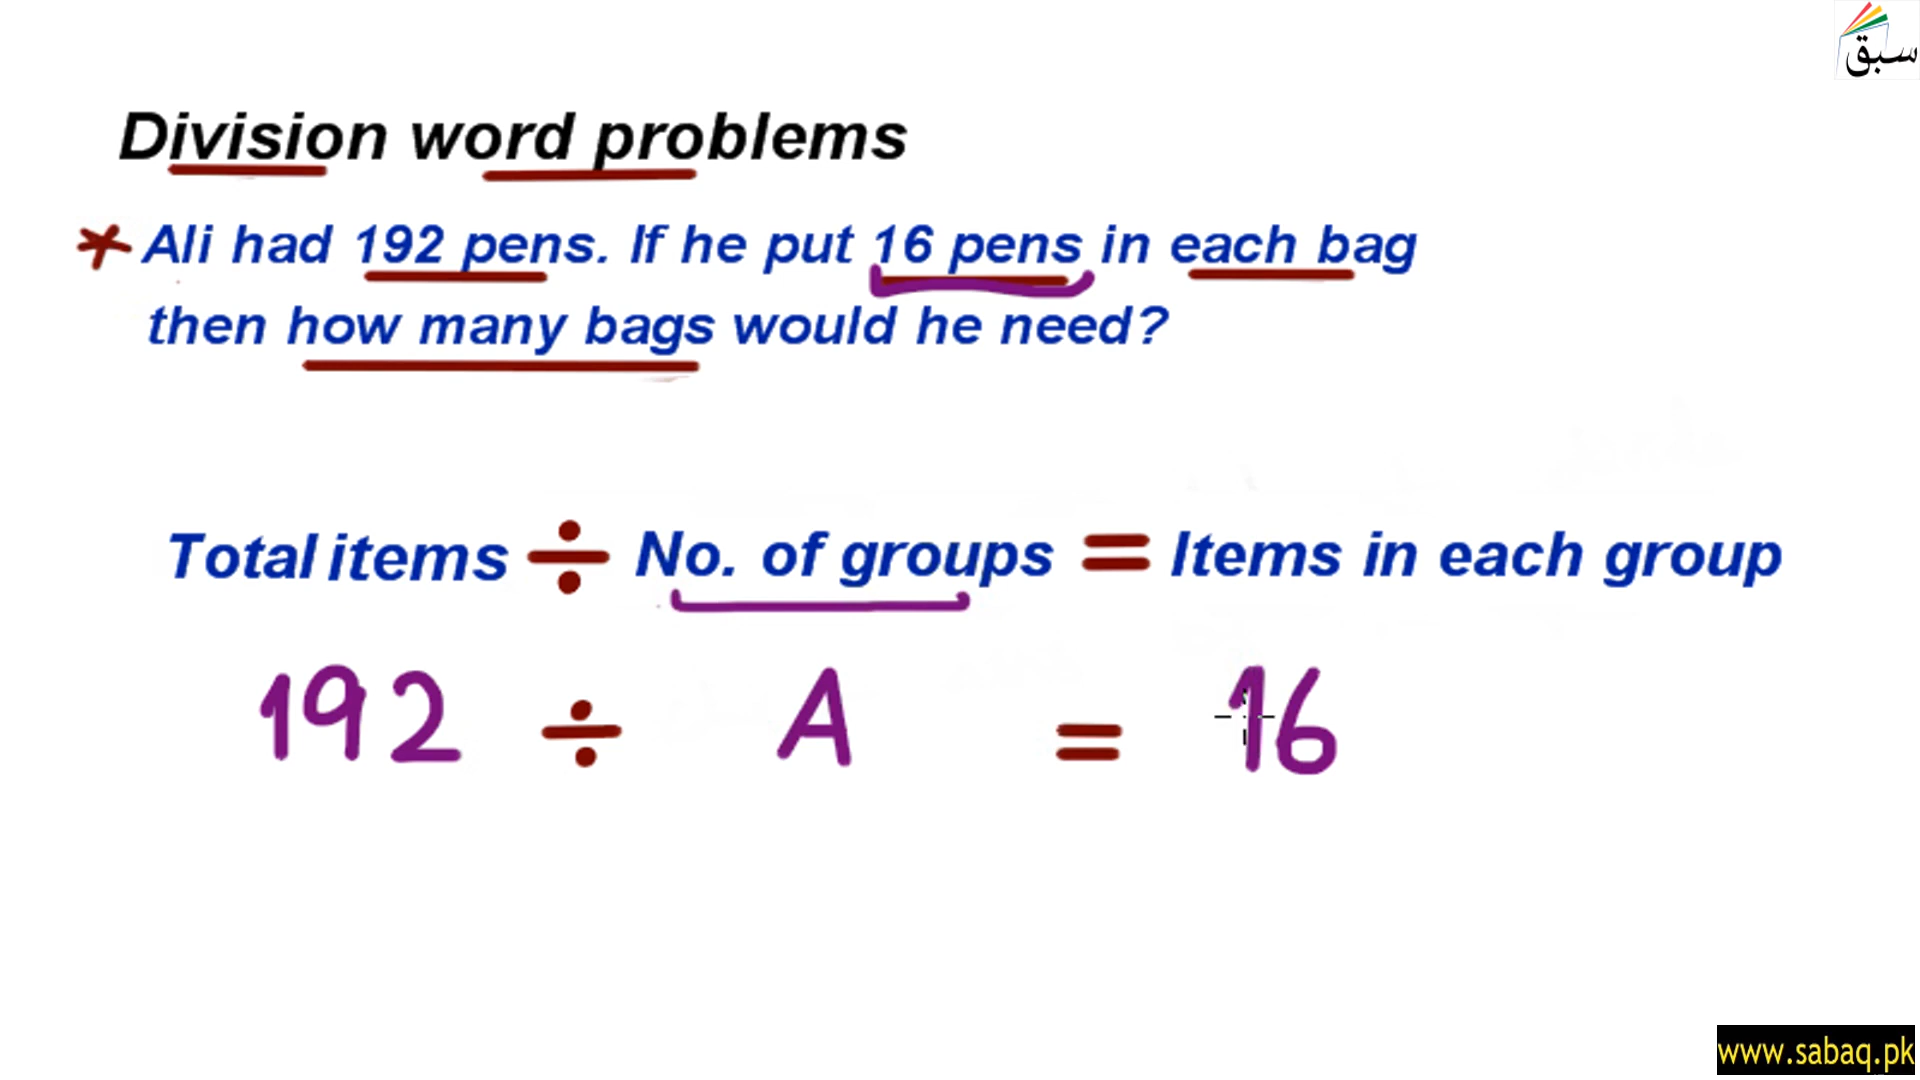 سبق
Division word problems
* Ali had 192 pens. If he put 16 pens in each bag
then how many bags would he need?
Total items ÷ No. of groups = Items in each group
192 ÷ A = 16
www.sabaq.pk